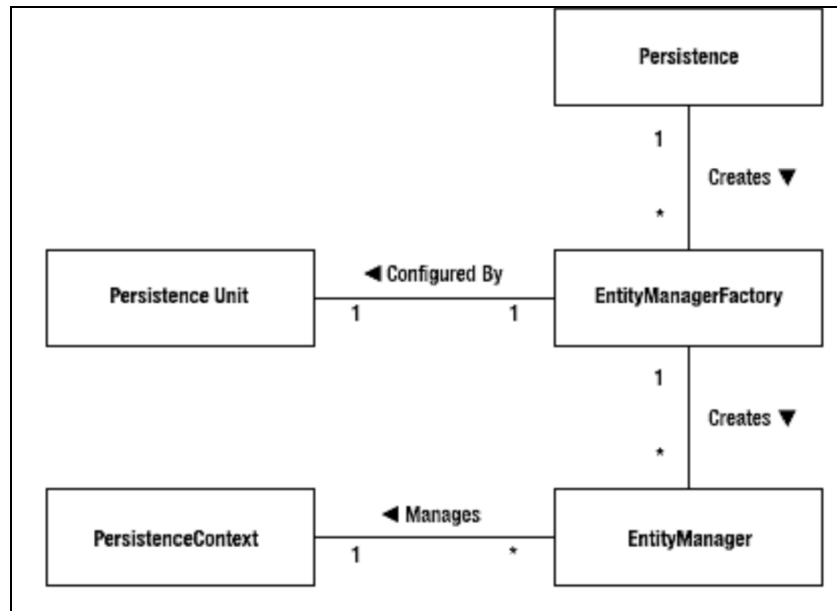 Persistence
1
Creates ▼
*
Persistence Unit
◄ Configured By
1
1
EntityManagerFactory
1
Creates ▼
*
PersistenceContext
◄ Manages
1
*
EntityManager